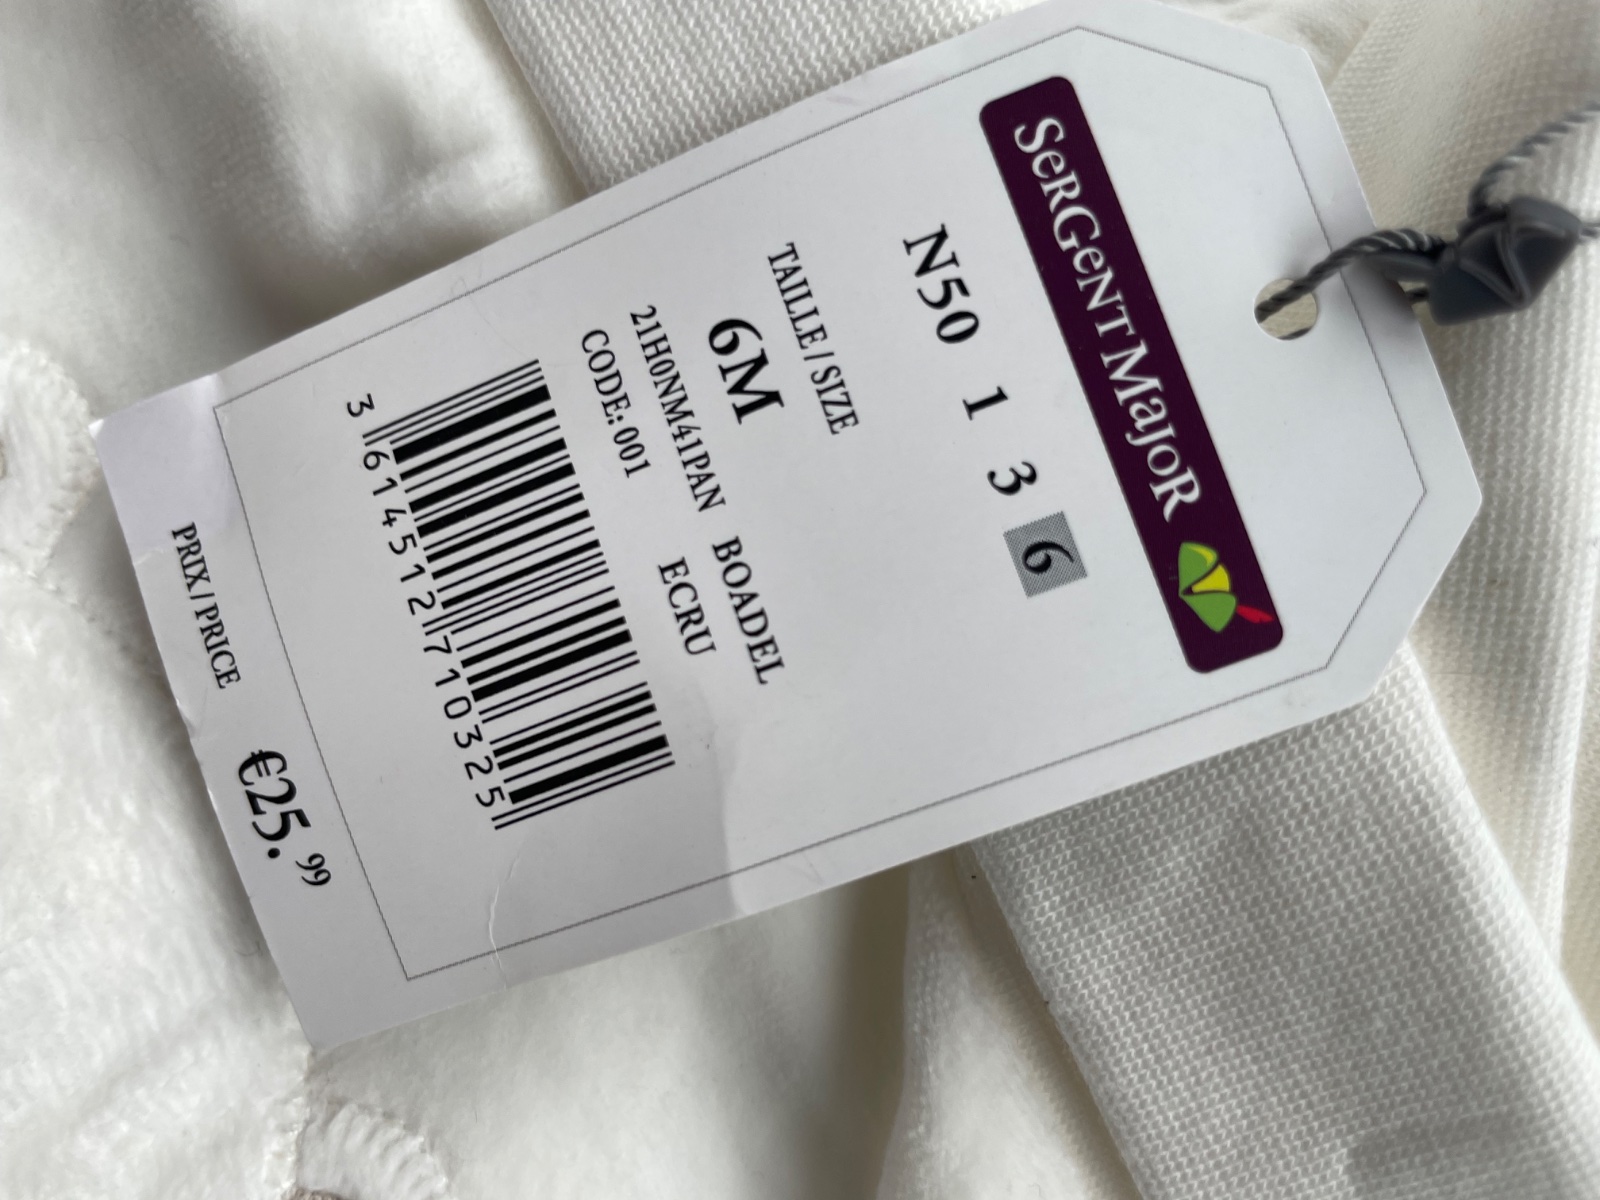 SeRGeNT MaJoR
N50 1 3 6
TAILLE / SIZE
6M
21H0NM41PAN BOADEL
CODE: 001 ECRU
3 614512 710325
PRIX / PRICE €25.99